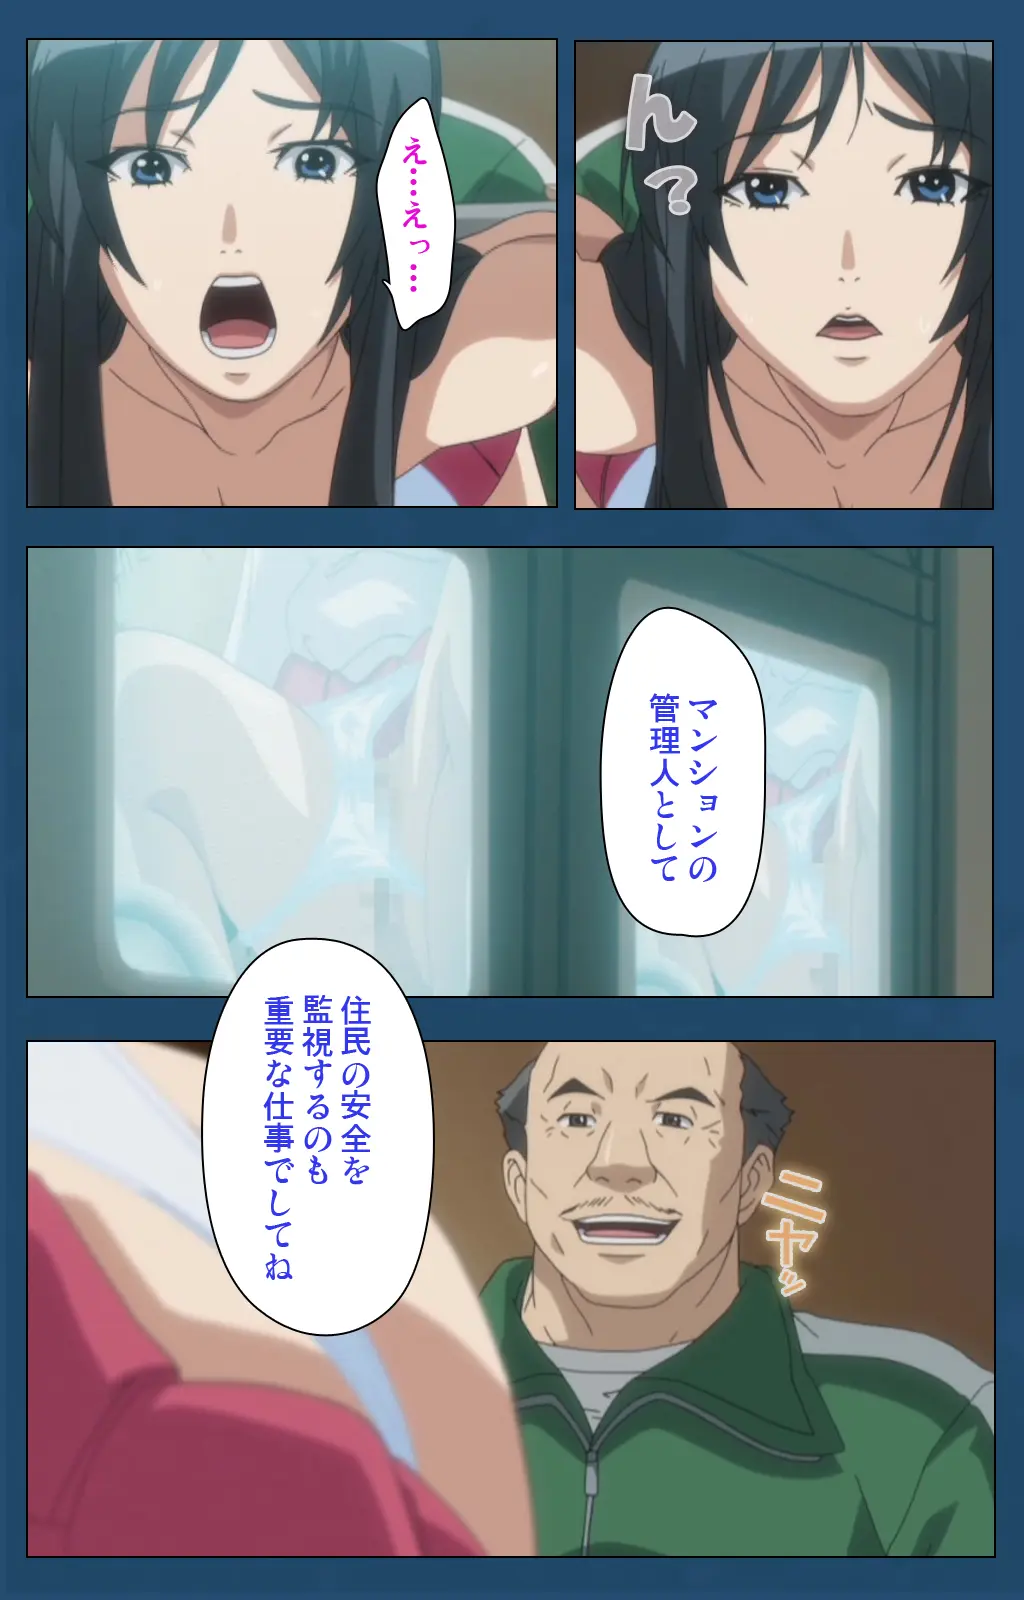 ん？
え…えっ…
マンションの
管理人として
住民の安全を
監視するのも
重要な仕事でしてね
ニヤッ